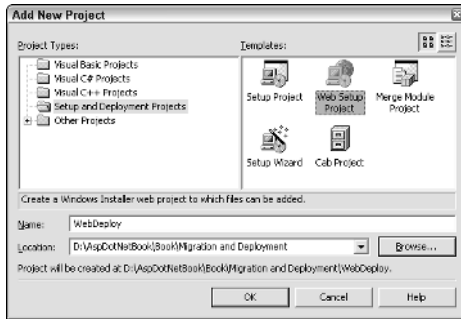 Add New Project
Project Types:
Templates:
Visual Basic Projects
Visual C# Projects
Visual C++ Projects
Setup and Deployment Projects
Other Projects
Setup Project
Web Setup Project
Merge Module Project
Setup Wizard
Cab Project
Create a Windows Installer web project to which files can be added.
Name:
WebDeploy
Location:
D:\AspDotNetBook\Book\Migration and Deployment
Browse...
Project will be created at D:\AspDotNetBook\Book\Migration and Deployment\WebDeploy.
OK
Cancel
Help